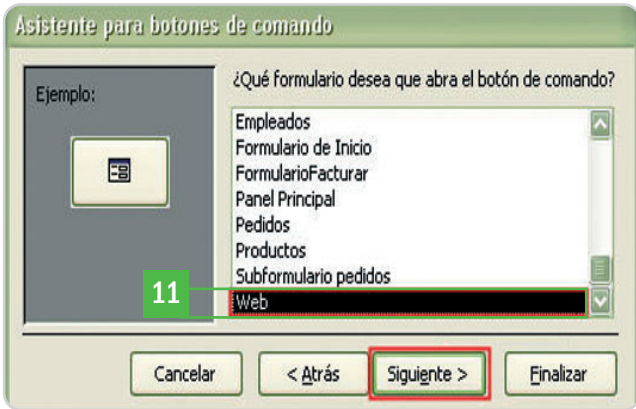 Asistente para botones de comando
Ejemplo:
¿Qué formulario desea que abra el botón de comando?
Empleados
Formulario de Inicio
FormularioFacturar
Panel Principal
Pedidos
Productos
Subformulario pedidos
11
Web
Cancelar
< Atrás
Siguiente >
Finalizar